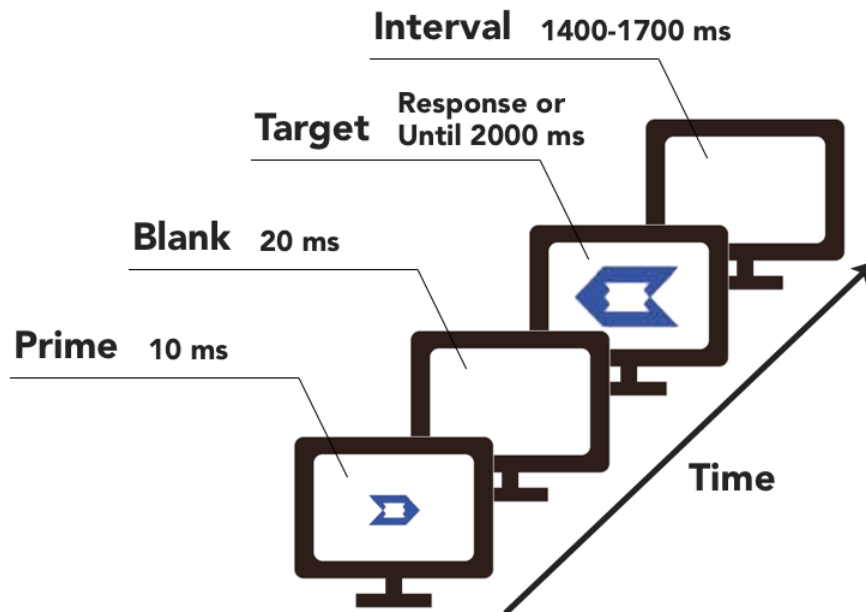 Interval 1400-1700 ms
Target Response or
Until 2000 ms
Blank 20 ms
Prime 10 ms
Time